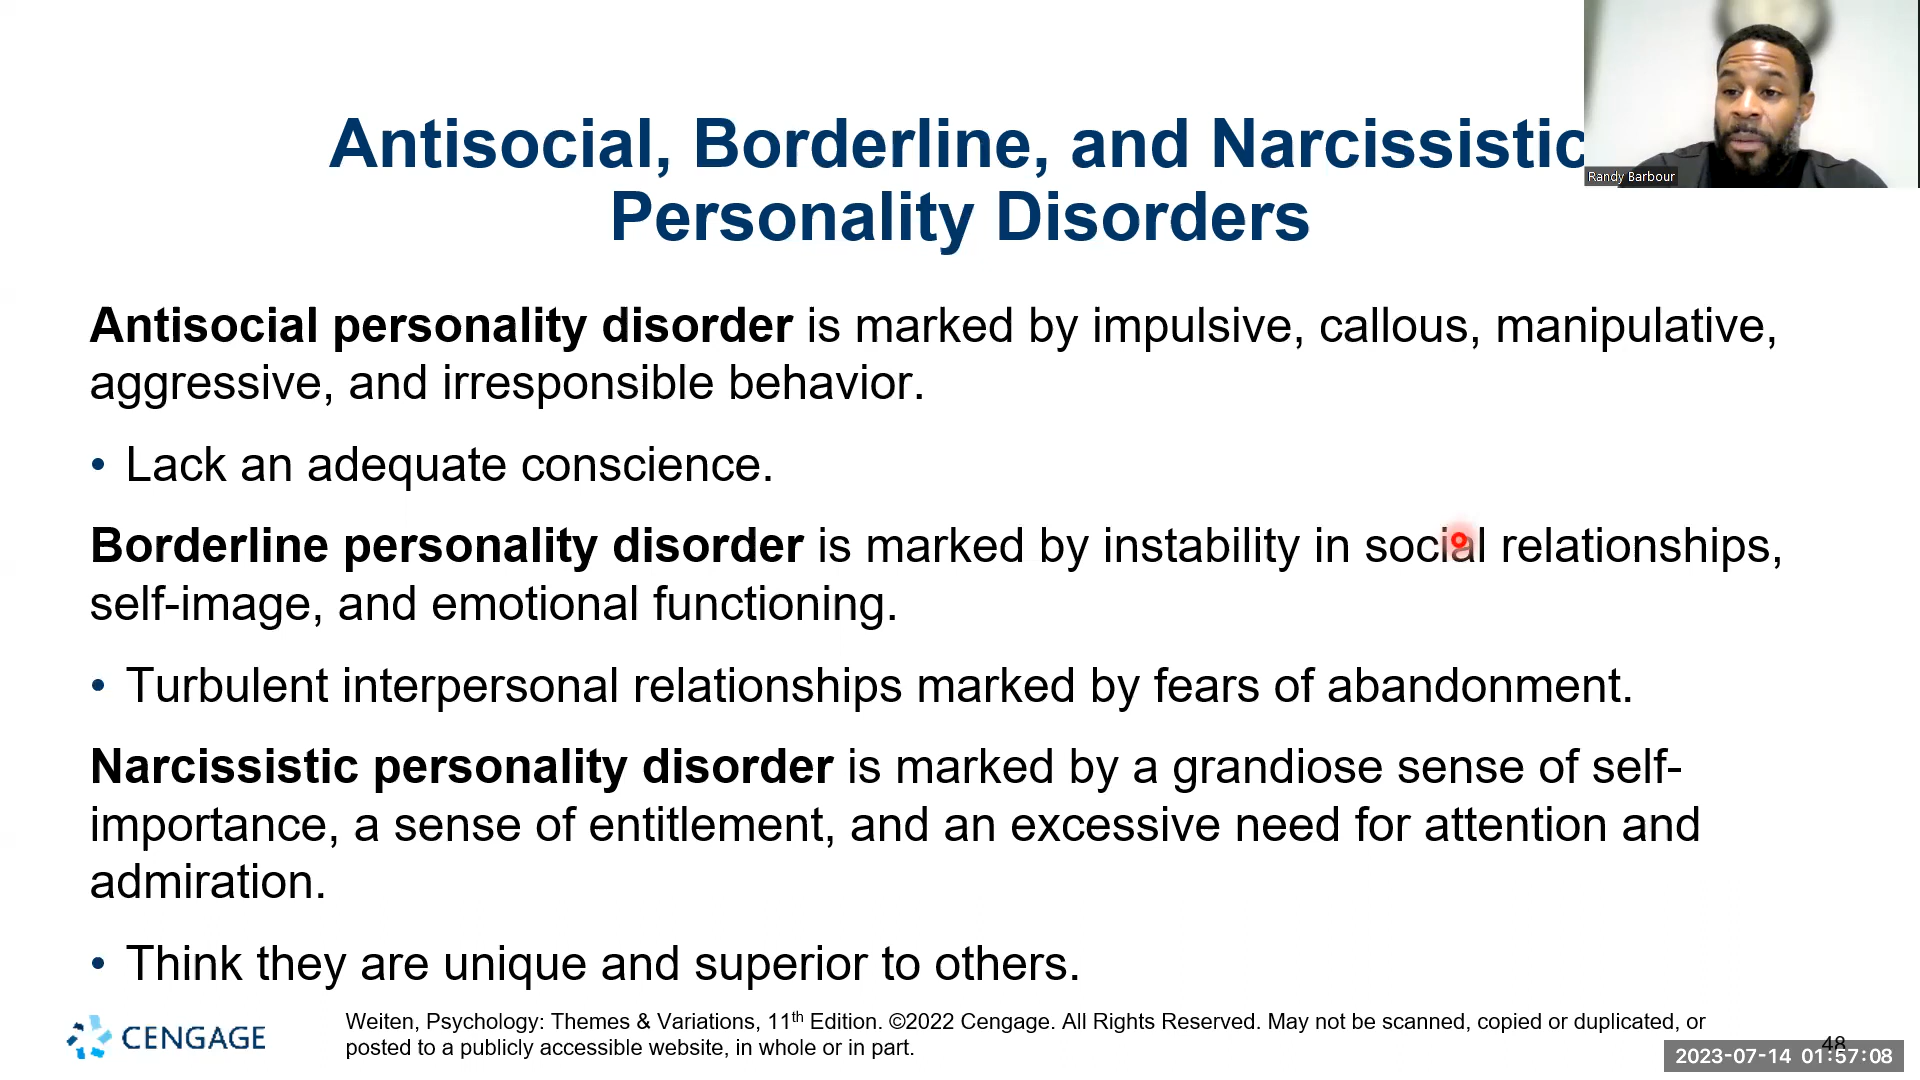 Antisocial, Borderline, and Narcissistic
Personality Disorders
Randy Barbour
Antisocial personality disorder is marked by impulsive, callous, manipulative,
aggressive, and irresponsible behavior.
• Lack an adequate conscience.
Borderline personality disorder is marked by instability in social relationships,
self-image, and emotional functioning.
• Turbulent interpersonal relationships marked by fears of abandonment.
Narcissistic personality disorder is marked by a grandiose sense of self-
importance, a sense of entitlement, and an excessive need for attention and
admiration.
• Think they are unique and superior to others.
CENGAGE
Weiten, Psychology: Themes & Variations, 11th Edition. ©2022 Cengage. All Rights Reserved. May not be scanned, copied or duplicated, or
posted to a publicly accessible website, in whole or in part.
48
2023-07-14 01:57:08